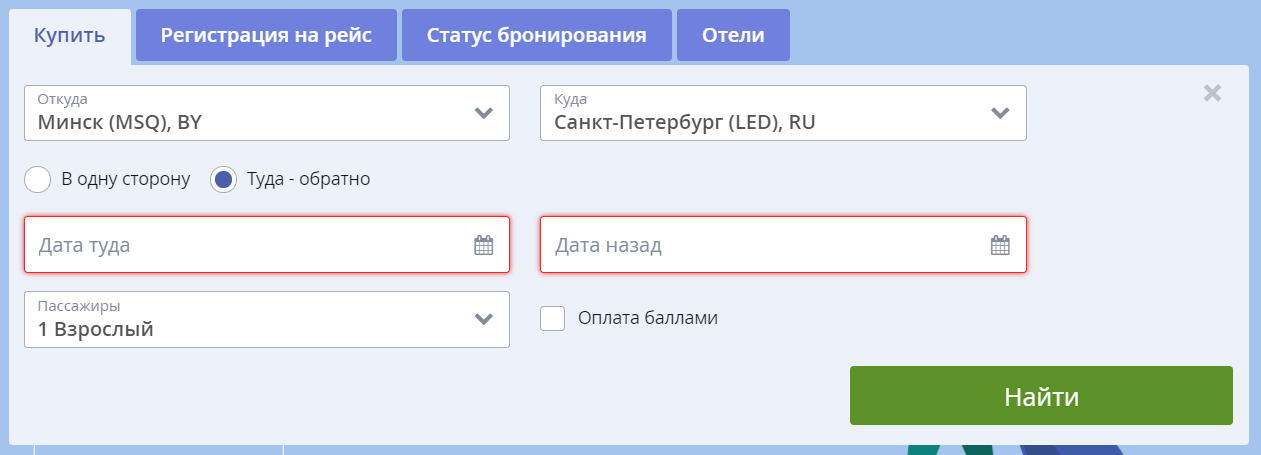 Купить Регистрация на рейс Статус бронирования Отели
Откуда Куда
Минск (MSQ), BY Санкт-Петербург (LED), RU
В одну сторону Туда - обратно
Дата туда Дата назад
Пассажиры
1 Взрослый Оплата баллами
Найти